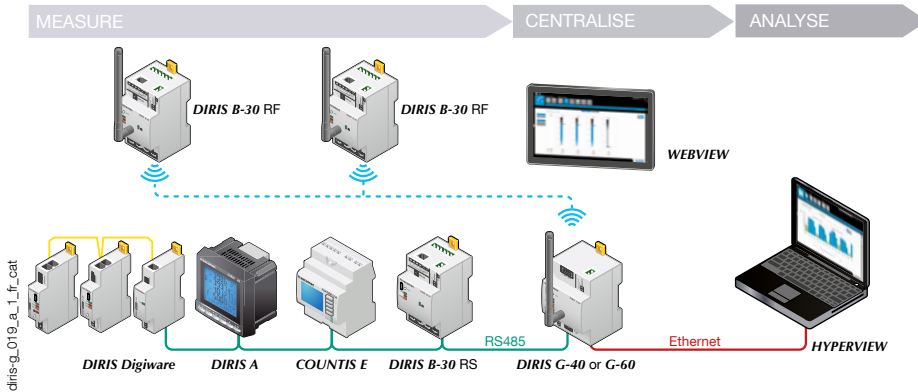 MEASURE
CENTRALISE
ANALYSE
DIRIS B-30 RF
DIRIS B-30 RF
WEBVIEW
diris-g_019_a_1_fr_cat
RS485
Ethernet
HYPERVIEW
DIRIS Digiware
DIRIS A
COUNTIS E
DIRIS B-30 RS
DIRIS G-40 or G-60